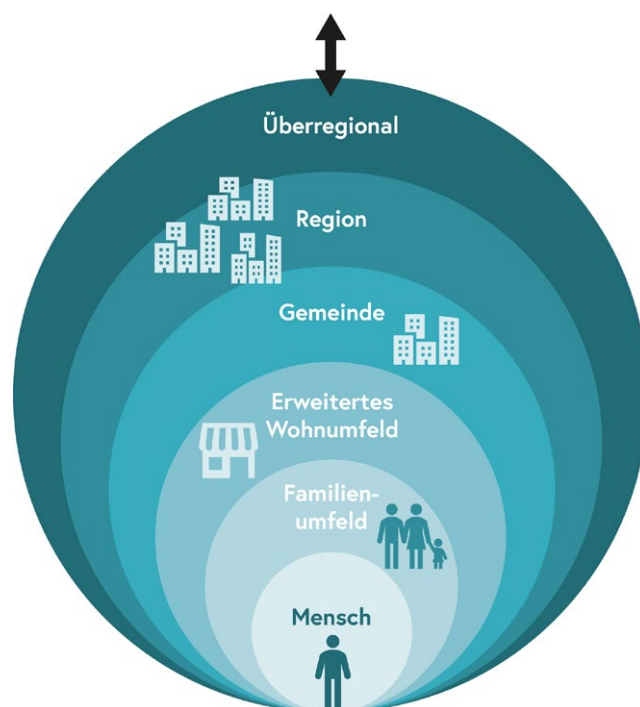 Überregional
Region
Gemeinde
Erweitertes
Wohnumfeld
Familien-
umfeld
Mensch